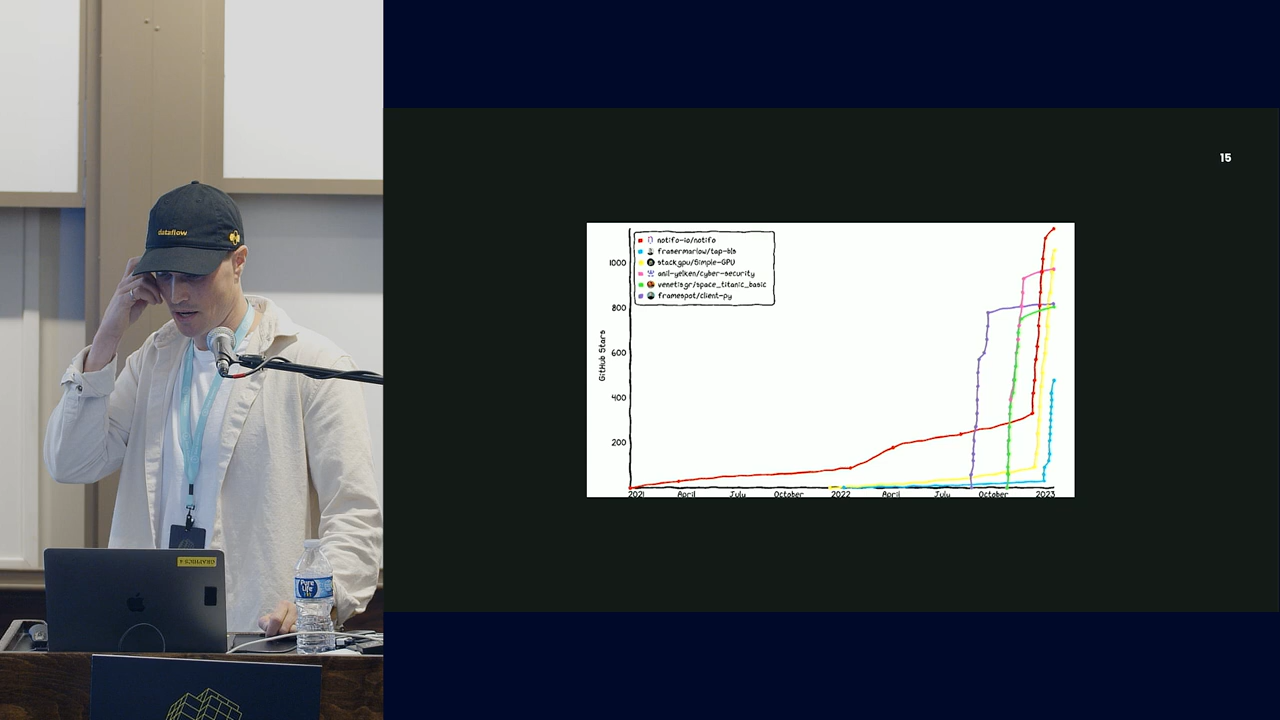 dataflow
GRAPHICS 4
Pure
Life
15
notifo-io/notifo
frasermarlow/tap-bls
stackgpu/Simple-GPU
anil-yelken/cyber-security
venetisgr/space_titanic_basic
framespot/client-py
GitHub Stars
1000
800
600
400
200
2021
April
July
October
2022
April
July
October
2023